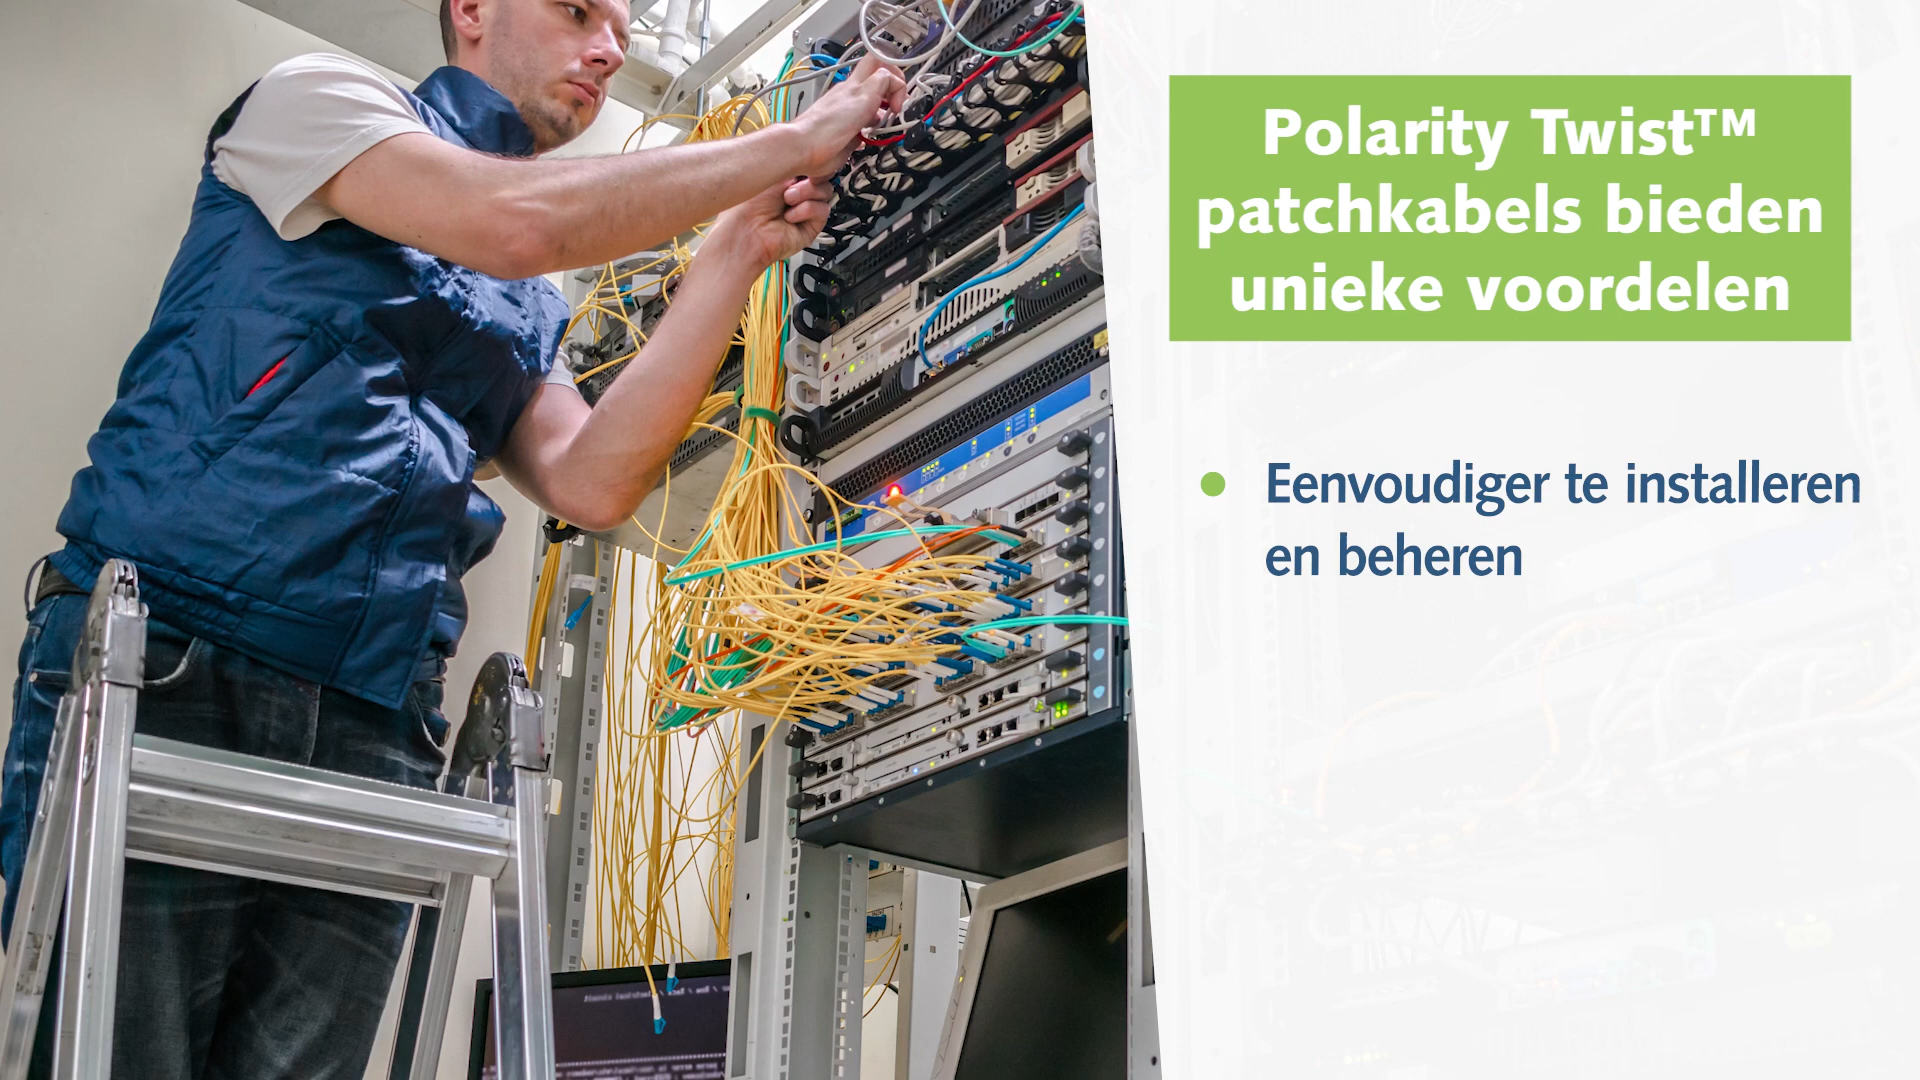 Polarity Twist™
patchkabels bieden
unieke voordelen
Eenvoudiger te installeren
en beheren